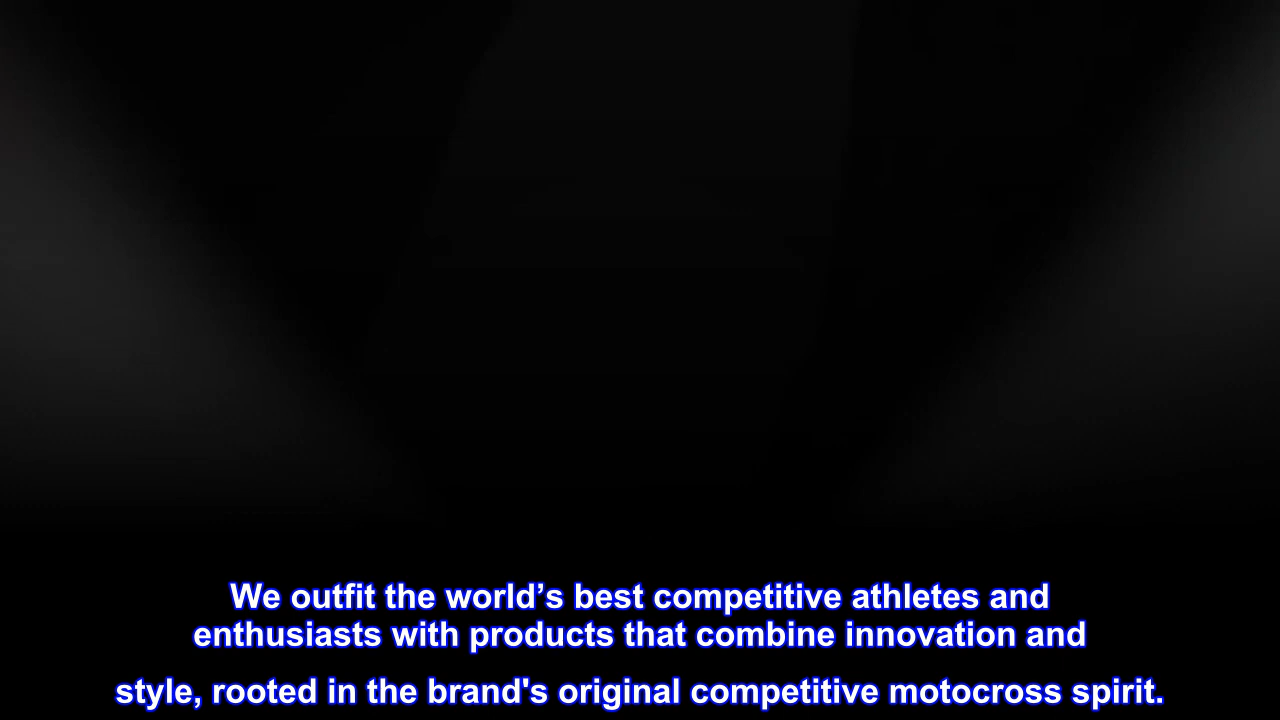 We outfit the world’s best competitive athletes and
enthusiasts with products that combine innovation and
style, rooted in the brand's original competitive motocross spirit.